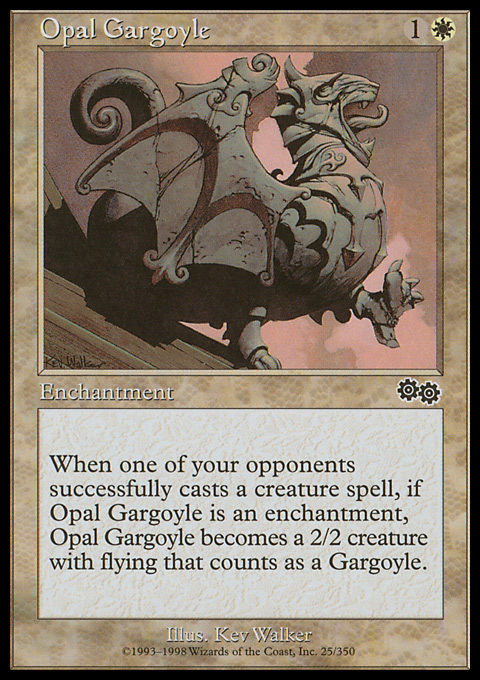 Opal Gargoyle 1
Kev Walker
Enchantment
When one of your opponents
successfully casts a creature spell, if
Opal Gargoyle is an enchantment,
Opal Gargoyle becomes a 2/2 creature
with flying that counts as a Gargoyle.
Illus. Kev Walker
©1993–1998 Wizards of the Coast, Inc. 25/350